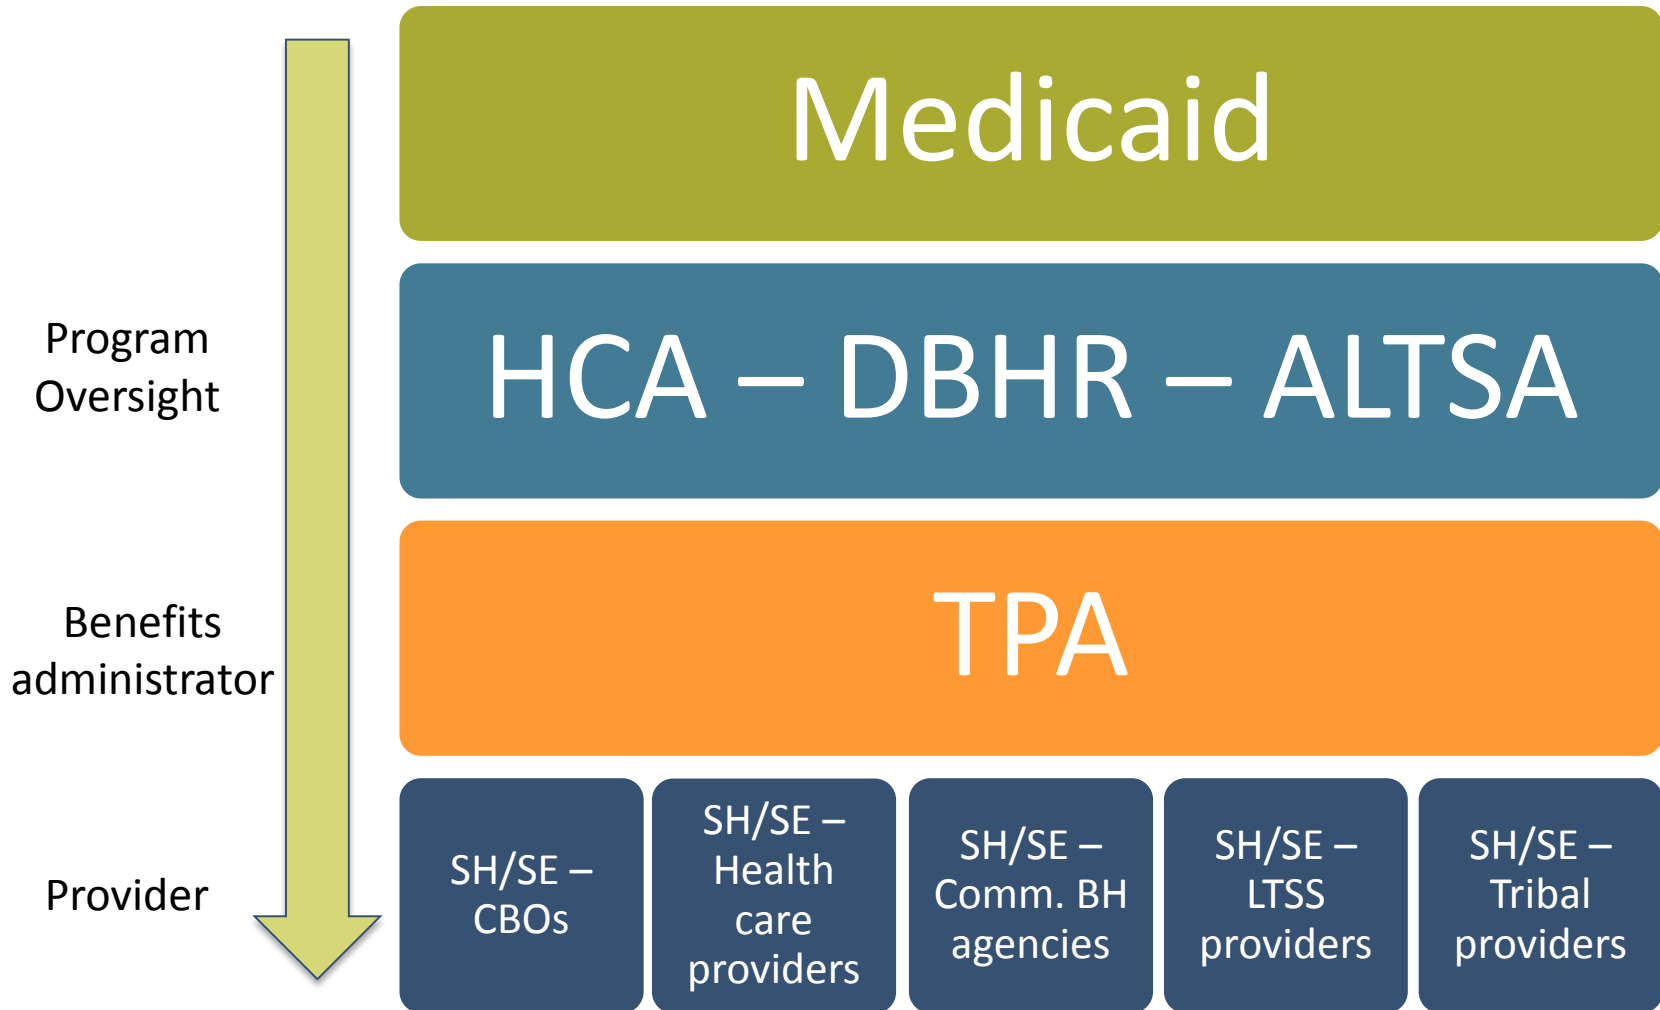 Medicaid
Program
Oversight
HCA – DBHR – ALTSA
Benefits
administrator
TPA
Provider
SH/SE –
CBOs
SH/SE –
Health
care
providers
SH/SE –
Comm. BH
agencies
SH/SE –
LTSS
providers
SH/SE –
Tribal
providers